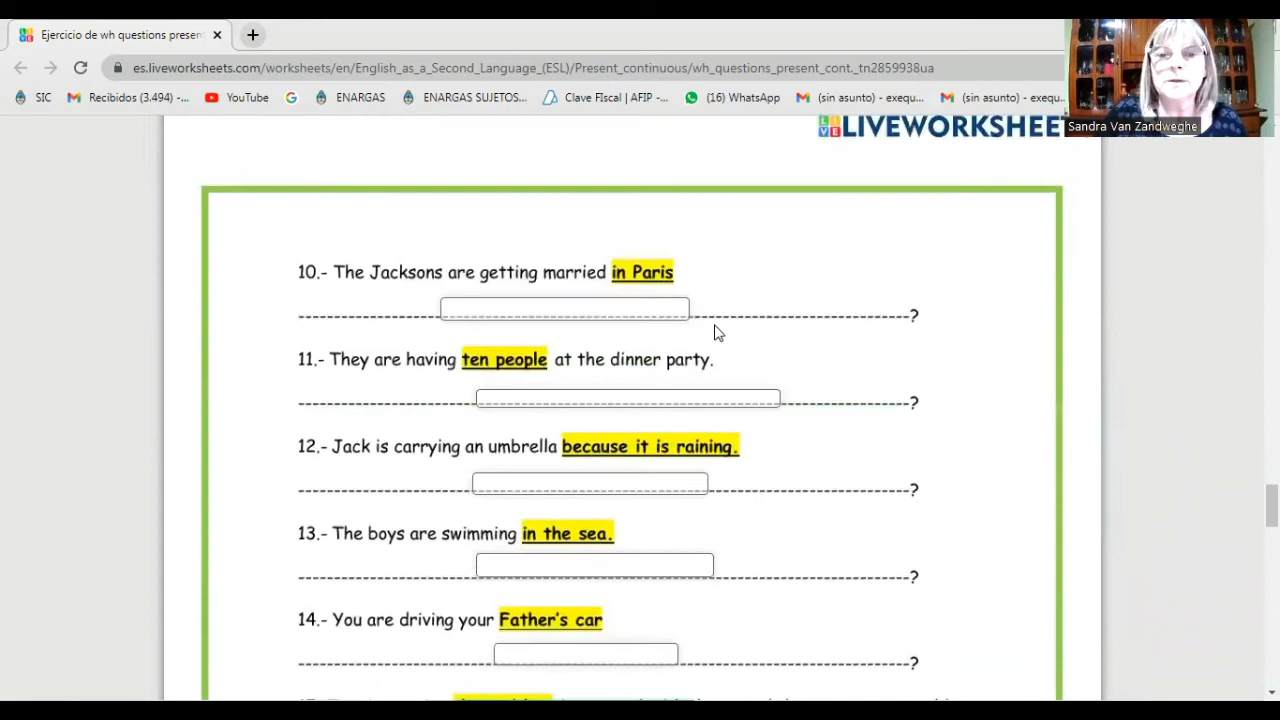 Ejercicio de wh questions presen
es.liveworksheets.com/worksheets/en/English_as_a_Second_Language_(ESL)/Present_continuous/wh_questions_present_cont._tn2859938ua
SIC Recibidos (3.494) -... YouTube ENARGAS ENARGAS SUJETOS... Clave FIscal | AFIP -... (16) WhatsApp (sin asunto) - exequ... (sin asunto) - exequ...
Sandra Van Zandweghe
LIVEWORKSHEE
10.- The Jacksons are getting married in Paris
?
11.- They are having ten people at the dinner party.
?
12.- Jack is carrying an umbrella because it is raining.
?
13.- The boys are swimming in the sea.
?
14.- You are driving your Father's car
?